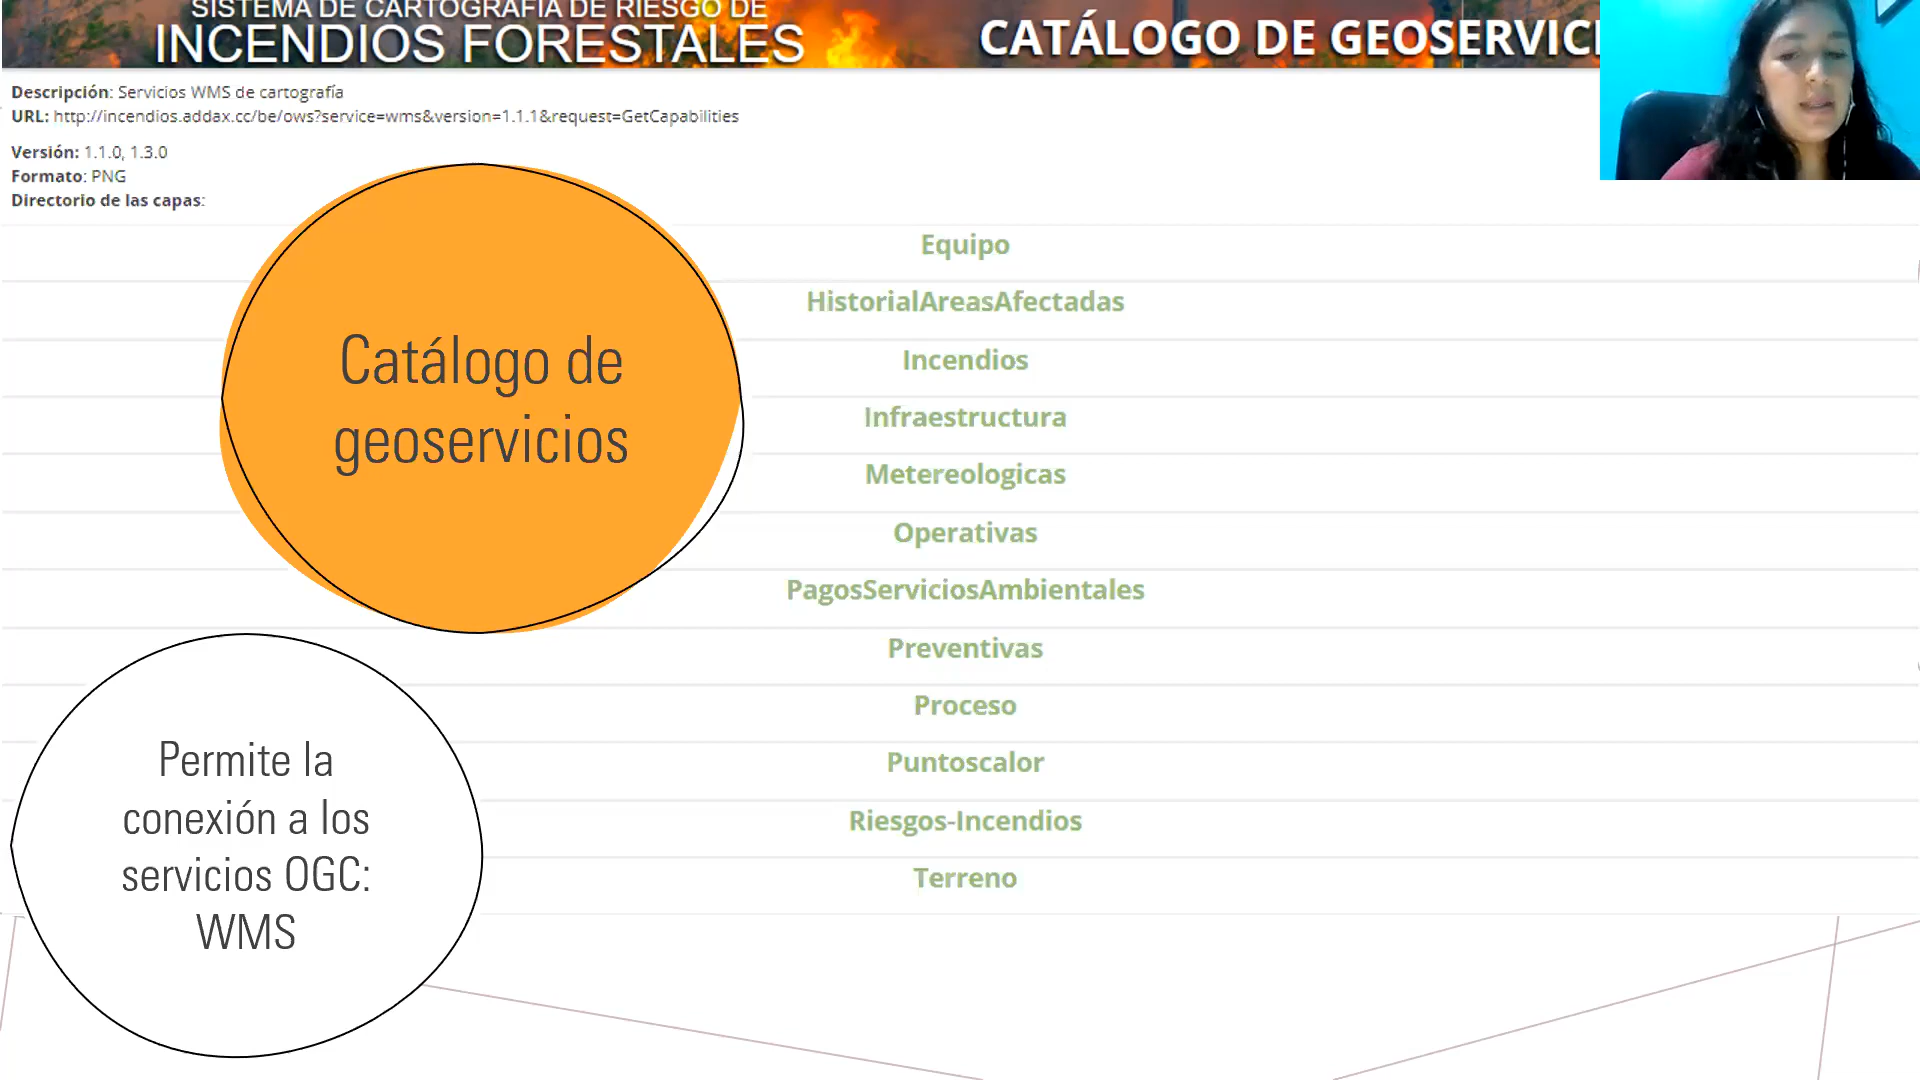 SISTEMA DE CARTOGRAFÍA DE RIESGO DE
INCENDIOS FORESTALES
CATÁLOGO DE GEOSERVICI
Descripción: Servicios WMS de cartografía
URL: http://incendios.addax.cc/be/ows?service=wms&version=1.1.1&request=GetCapabilities
Versión: 1.1.0, 1.3.0
Formato: PNG
Directorio de las capas:
Catálogo de
geoservicios
Equipo
HistorialAreasAfectadas
Incendios
Infraestructura
Metereologicas
Operativas
PagosServiciosAmbientales
Preventivas
Proceso
Puntoscalor
Riesgos-Incendios
Terreno
Permite la
conexión a los
servicios OGC:
WMS